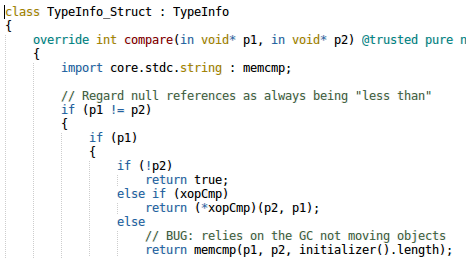 class TypeInfo_Struct : TypeInfo
{
override int compare(in void* p1, in void* p2) @trusted pure
{
import core.stdc.string : memcmp;
// Regard null references as always being "less than"
if (p1 != p2)
{
if (p1)
{
if (!p2)
return true;
else if (xopCmp)
return (*xopCmp)(p2, p1);
else
// BUG: relies on the GC not moving objects
return memcmp(p1, p2, initializer().length);